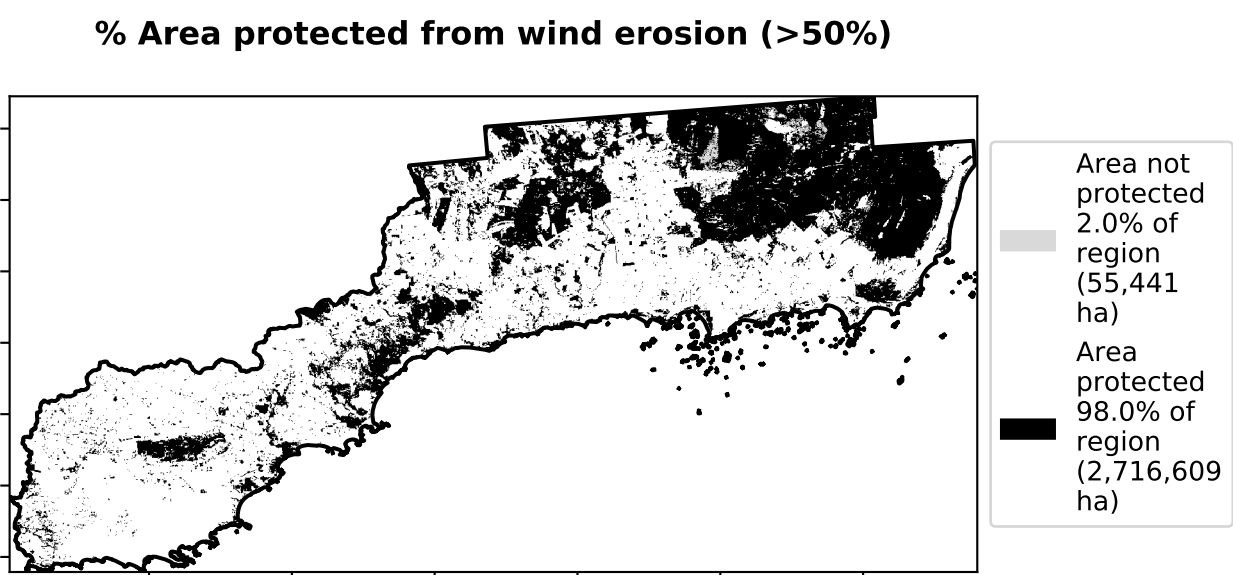 % Area protected from wind erosion (>50%)
Area not
protected
2.0% of
region
(55,441
ha)
Area
protected
98.0% of
region
(2,716,609
ha)